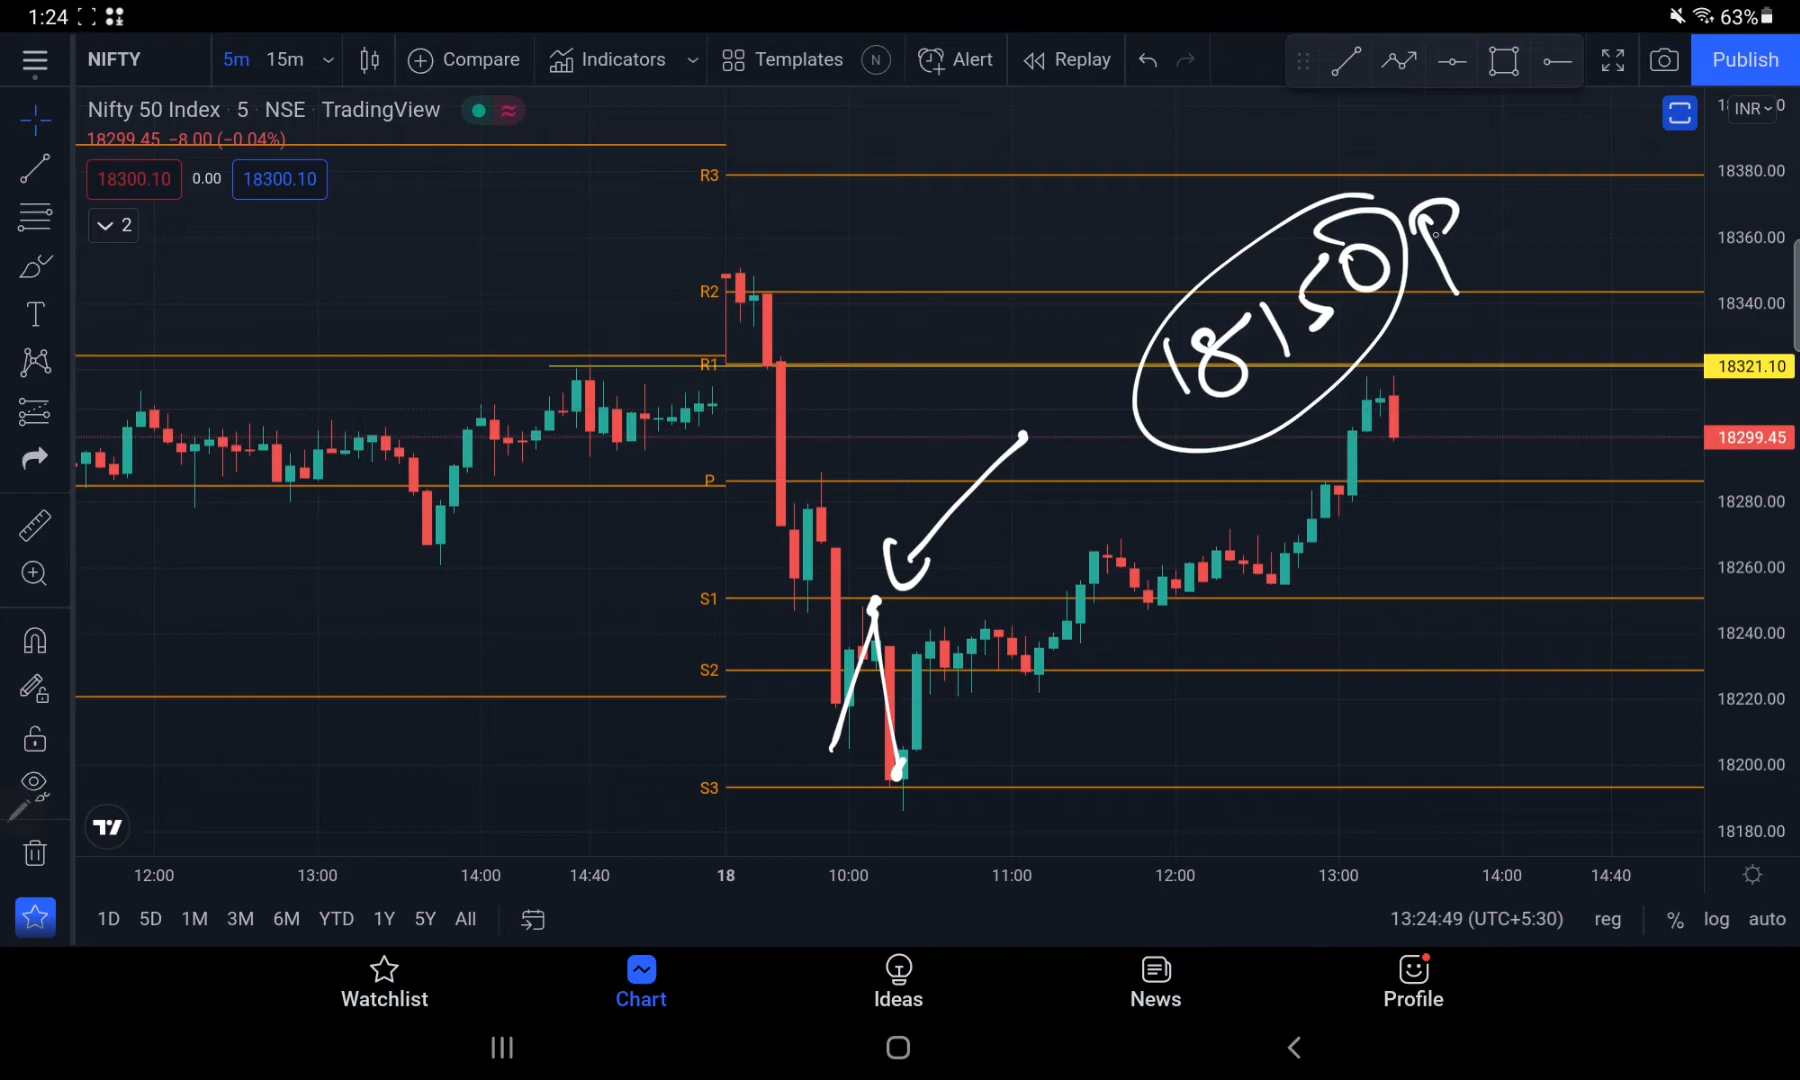 1:24 63%
NIFTY 5m 15m Compare Indicators Templates N Alert Replay Publish
Nifty 50 Index · 5 · NSE TradingView
18299.45 −8.00 (−0.04%)
18300.10 0.00 18300.10
2
INR
R3
R2
R1
P
S1
S2
S3
18150P
18380.00
18360.00
18340.00
18321.10
18299.45
18280.00
18260.00
18240.00
18220.00
18200.00
18180.00
12:00 13:00 14:00 14:40 18 10:00 11:00 12:00 13:00 14:00 14:40
1D 5D 1M 3M 6M YTD 1Y 5Y All 13:24:49 (UTC+5:30) reg % log auto
Watchlist Chart Ideas News Profile